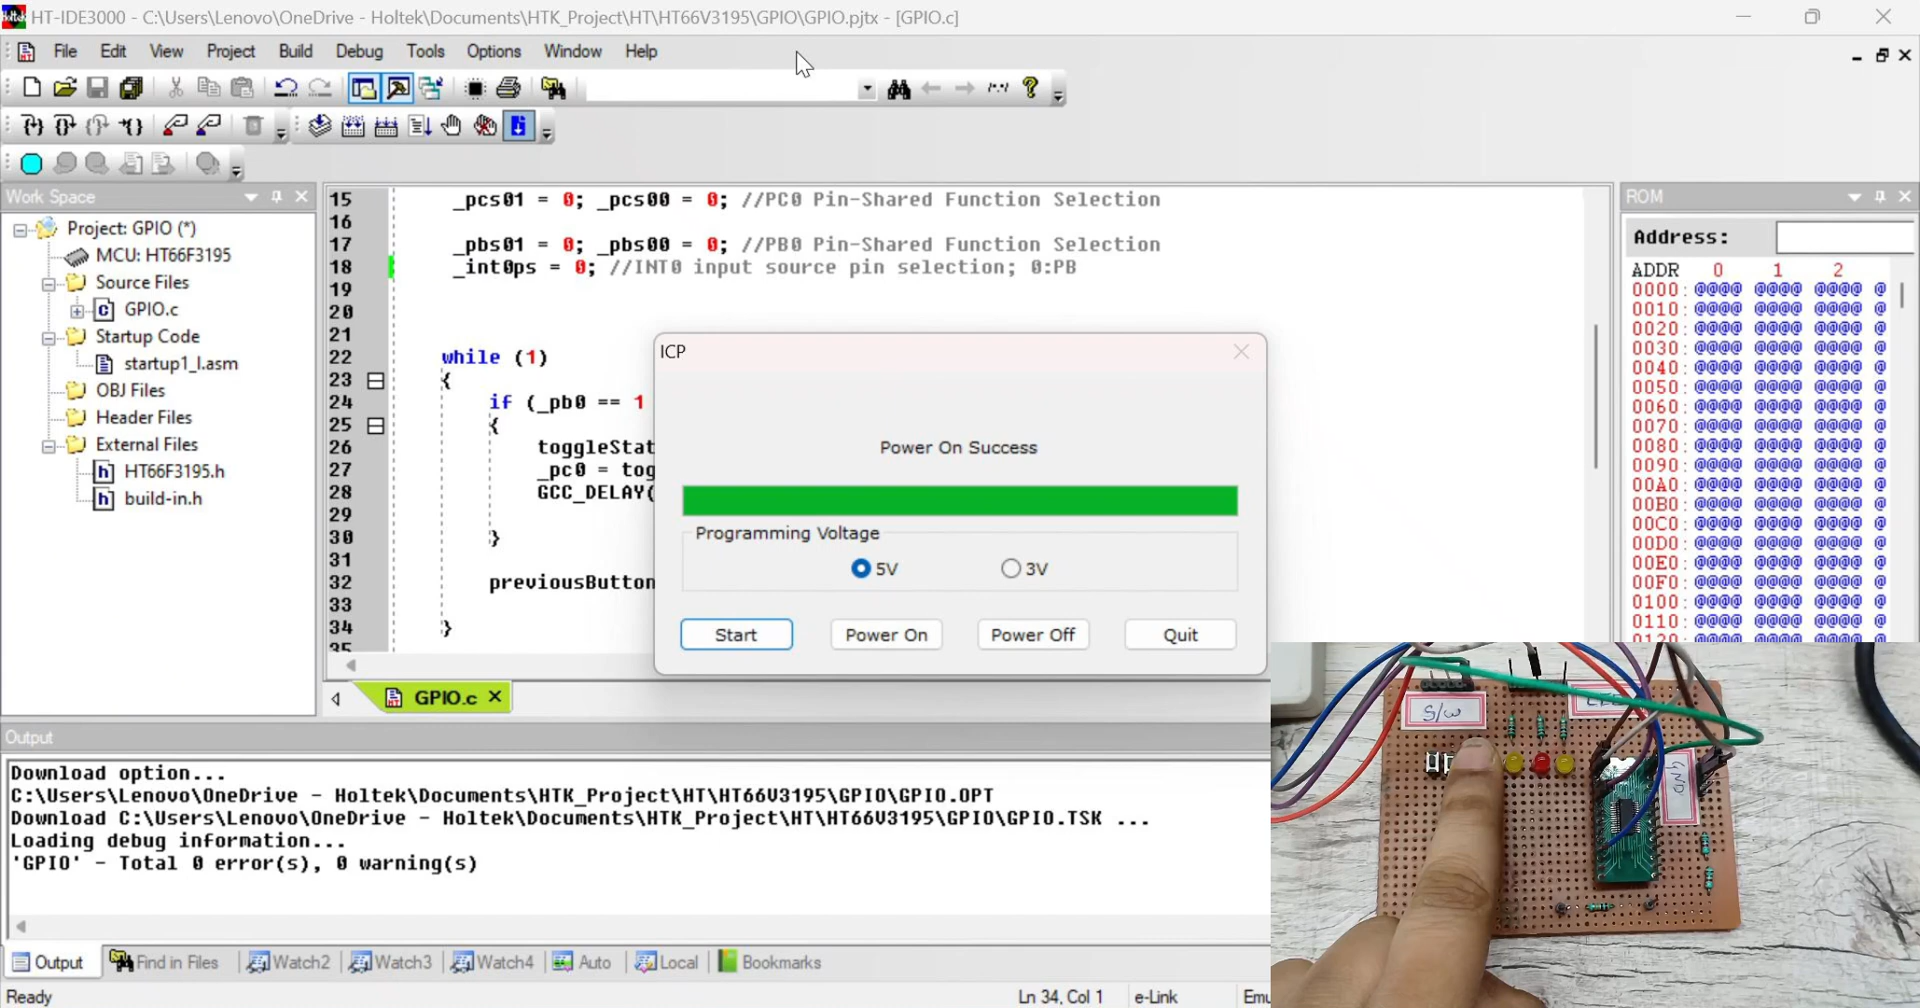 HT-IDE3000 - C:\Users\Lenovo\OneDrive - Holtek\Documents\HTK_Project\HT\HT66V3195\GPIO\GPIO.pjtx - [GPIO.c]
File Edit View Project Build Debug Tools Options Window Help
Work Space
Project: GPIO (*)
MCU: HT66F3195
Source Files
GPIO.c
Startup Code
startup1_l.asm
OBJ Files
Header Files
External Files
HT66F3195.h
build-in.h
15 _pcs01 = 0; _pcs00 = 0; //PC0 Pin-Shared Function Selection
16
17 _pbs01 = 0; _pbs00 = 0; //PB0 Pin-Shared Function Selection
18 _int0ps = 0; //INT0 input source pin selection; 0:PB
19
20
21
22 while (1)
23 {
24 if (_pb0 == 1
25 {
26 toggleStat
27 _pc0 = tog
28 GCC_DELAY(
29
30 }
31
32 previousButton
33
34 }
35
GPIO.c
ICP
Power On Success
Programming Voltage
5V 3V
Start Power On Power Off Quit
ROM
Address:
ADDR 0 1 2
0000: @@@@ @@@@ @@@@ @
0010: @@@@ @@@@ @@@@ @
0020: @@@@ @@@@ @@@@ @
0030: @@@@ @@@@ @@@@ @
0040: @@@@ @@@@ @@@@ @
0050: @@@@ @@@@ @@@@ @
0060: @@@@ @@@@ @@@@ @
0070: @@@@ @@@@ @@@@ @
0080: @@@@ @@@@ @@@@ @
0090: @@@@ @@@@ @@@@ @
00A0: @@@@ @@@@ @@@@ @
00B0: @@@@ @@@@ @@@@ @
00C0: @@@@ @@@@ @@@@ @
00D0: @@@@ @@@@ @@@@ @
00E0: @@@@ @@@@ @@@@ @
00F0: @@@@ @@@@ @@@@ @
0100: @@@@ @@@@ @@@@ @
0110: @@@@ @@@@ @@@@ @
0120: @@@@ @@@@ @@@@ @
Output
Download option...
C:\Users\Lenovo\OneDrive - Holtek\Documents\HTK_Project\HT\HT66V3195\GPIO\GPIO.OPT
Download C:\Users\Lenovo\OneDrive - Holtek\Documents\HTK_Project\HT\HT66V3195\GPIO\GPIO.TSK ...
Loading debug information...
'GPIO' - Total 0 error(s), 0 warning(s)
Output Find in Files Watch2 Watch3 Watch4 Auto Local Bookmarks
Ready Ln 34, Col 1 e-Link Emu
S/W
GND